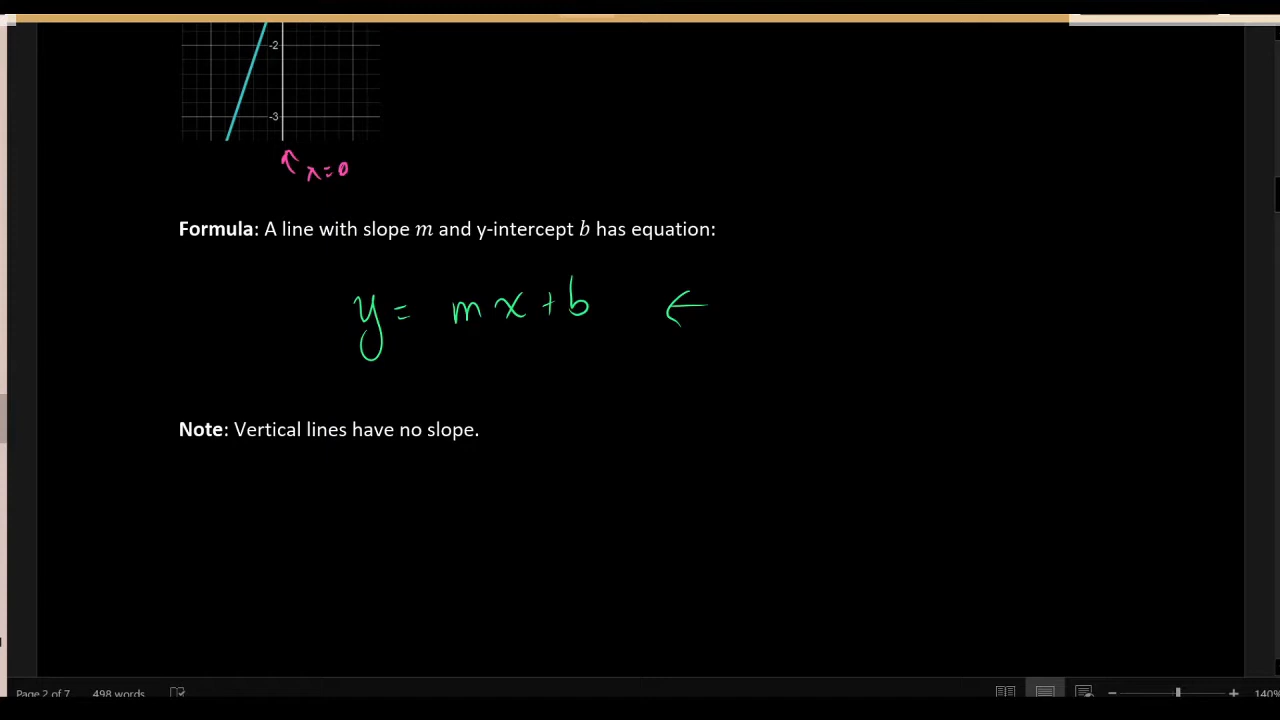 -2
-3
x=0
Formula: A line with slope m and y-intercept b has equation:
y = mx+b ←
Note: Vertical lines have no slope.
Page 2 of 7 498 words 140%